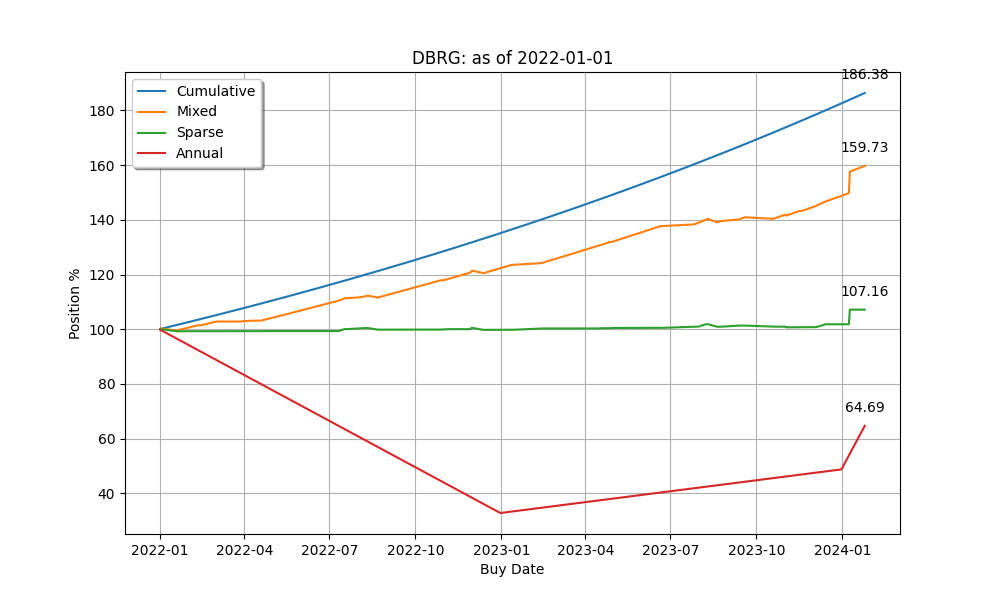 DBRG: as of 2022-01-01
186.38
Cumulative
Mixed
Sparse
Annual
159.73
107.16
64.69
180
160
140
120
100
80
60
40
Position %
2022-01 2022-04 2022-07 2022-10 2023-01 2023-04 2023-07 2023-10 2024-01
Buy Date